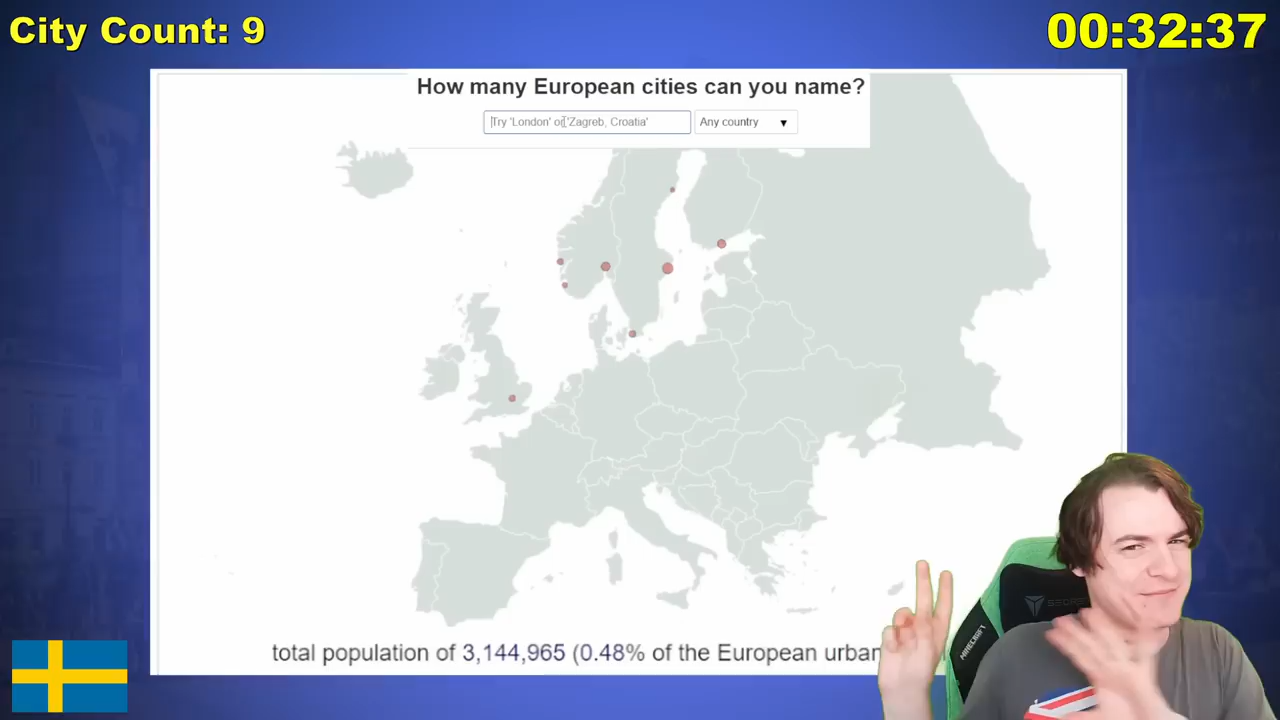 City Count: 9
00:32:37
How many European cities can you name?
Try 'London' or 'Zagreb, Croatia'
Any country
total population of 3,144,965 (0.48% of the European urban
MINECRAFT